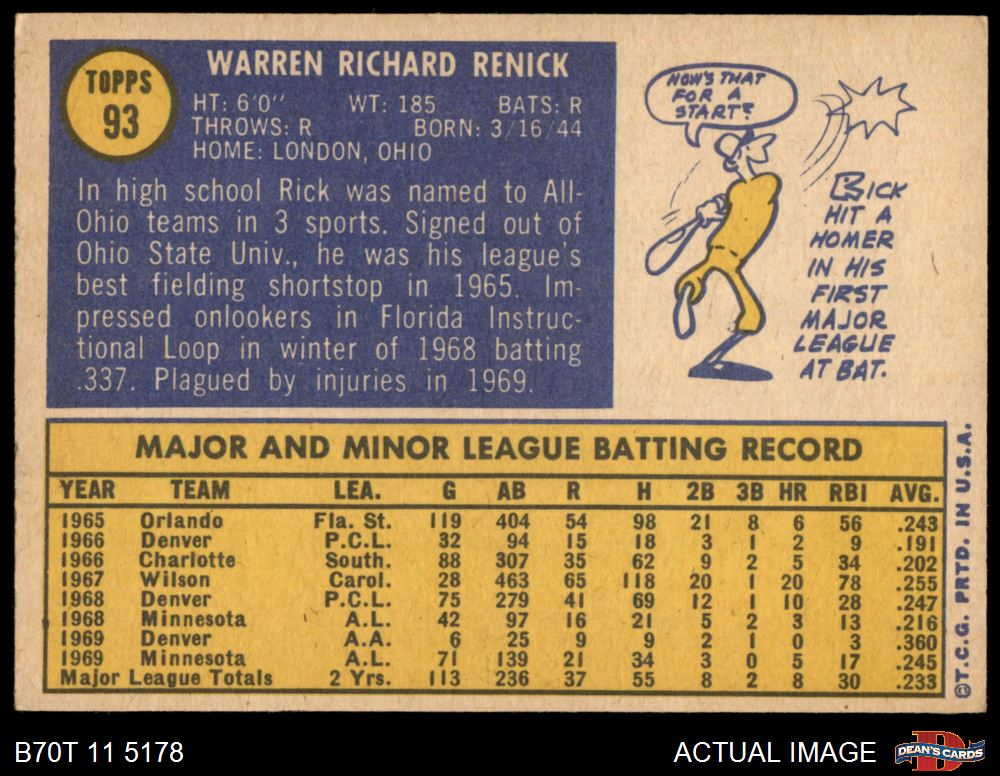 TOPPS
93
WARREN RICHARD RENICK
HT: 6'0" WT: 185 BATS: R
THROWS: R BORN: 3/16/44
HOME: LONDON, OHIO
In high school Rick was named to All-
Ohio teams in 3 sports. Signed out of
Ohio State Univ., he was his league's
best fielding shortstop in 1965. Im-
pressed onlookers in Florida Instruc-
tional Loop in winter of 1968 batting
.337. Plagued by injuries in 1969.
HOW'S THAT
FOR A
START?
RICK
HIT A
HOMER
IN HIS
FIRST
MAJOR
LEAGUE
AT BAT.
MAJOR AND MINOR LEAGUE BATTING RECORD
YEAR TEAM LEA. G AB R H 2B 3B HR RBI AVG.
1965 Orlando Fla. St. 119 404 54 98 21 8 6 56 .243
1966 Denver P.C.L. 32 94 15 18 3 1 2 9 .191
1966 Charlotte South. 88 307 35 62 9 2 5 34 .202
1967 Wilson Carol. 28 463 65 118 20 1 20 78 .255
1968 Denver P.C.L. 75 279 41 69 12 1 10 28 .247
1968 Minnesota A.L. 42 97 16 21 5 2 3 13 .216
1969 Denver A.A. 6 25 9 9 2 1 0 3 .360
1969 Minnesota A.L. 71 139 21 34 3 0 5 17 .245
Major League Totals 2 Yrs. 113 236 37 55 8 2 8 30 .233
©T.C.G. PRTD. IN U.S.A.
B70T 11 5178
ACTUAL IMAGE
D
DEAN'S CARDS